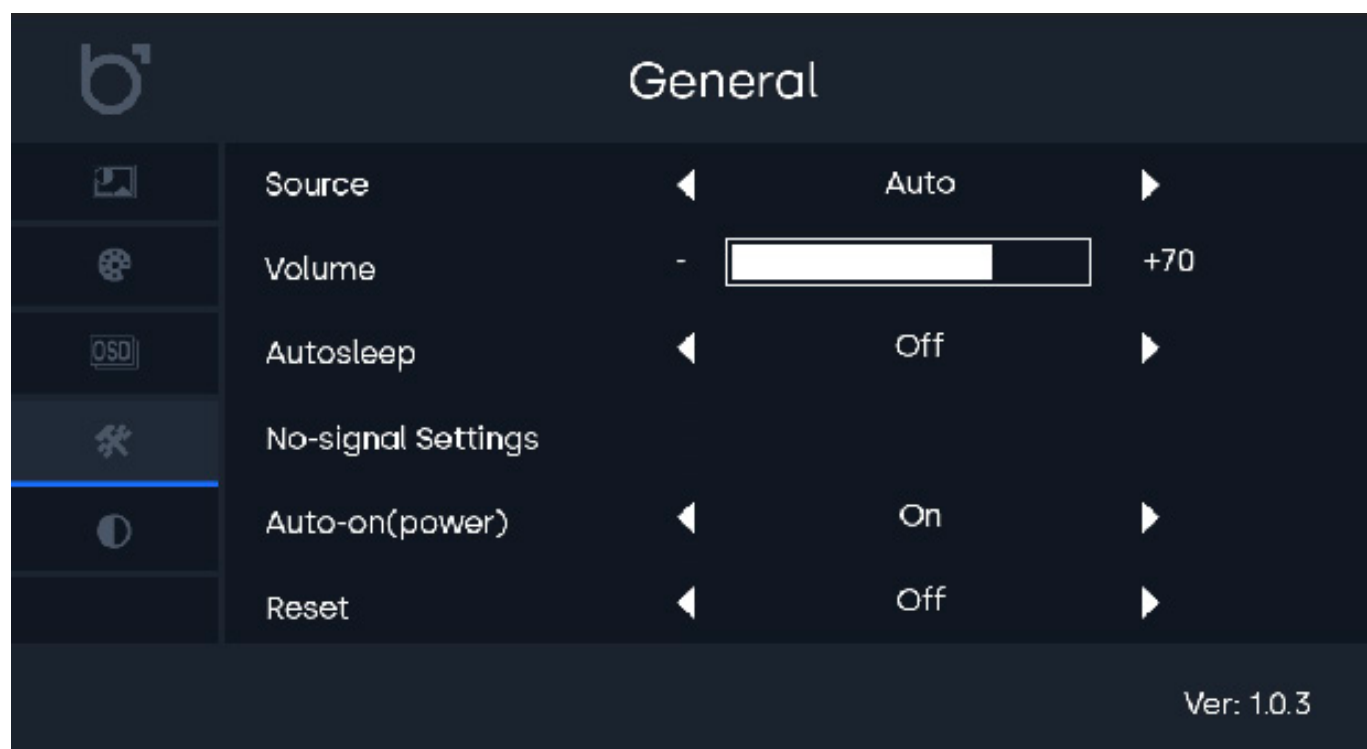 General
Source Auto
Volume - +70
OSD
Autosleep Off
No-signal Settings
Auto-on(power) On
Reset Off
Ver: 1.0.3